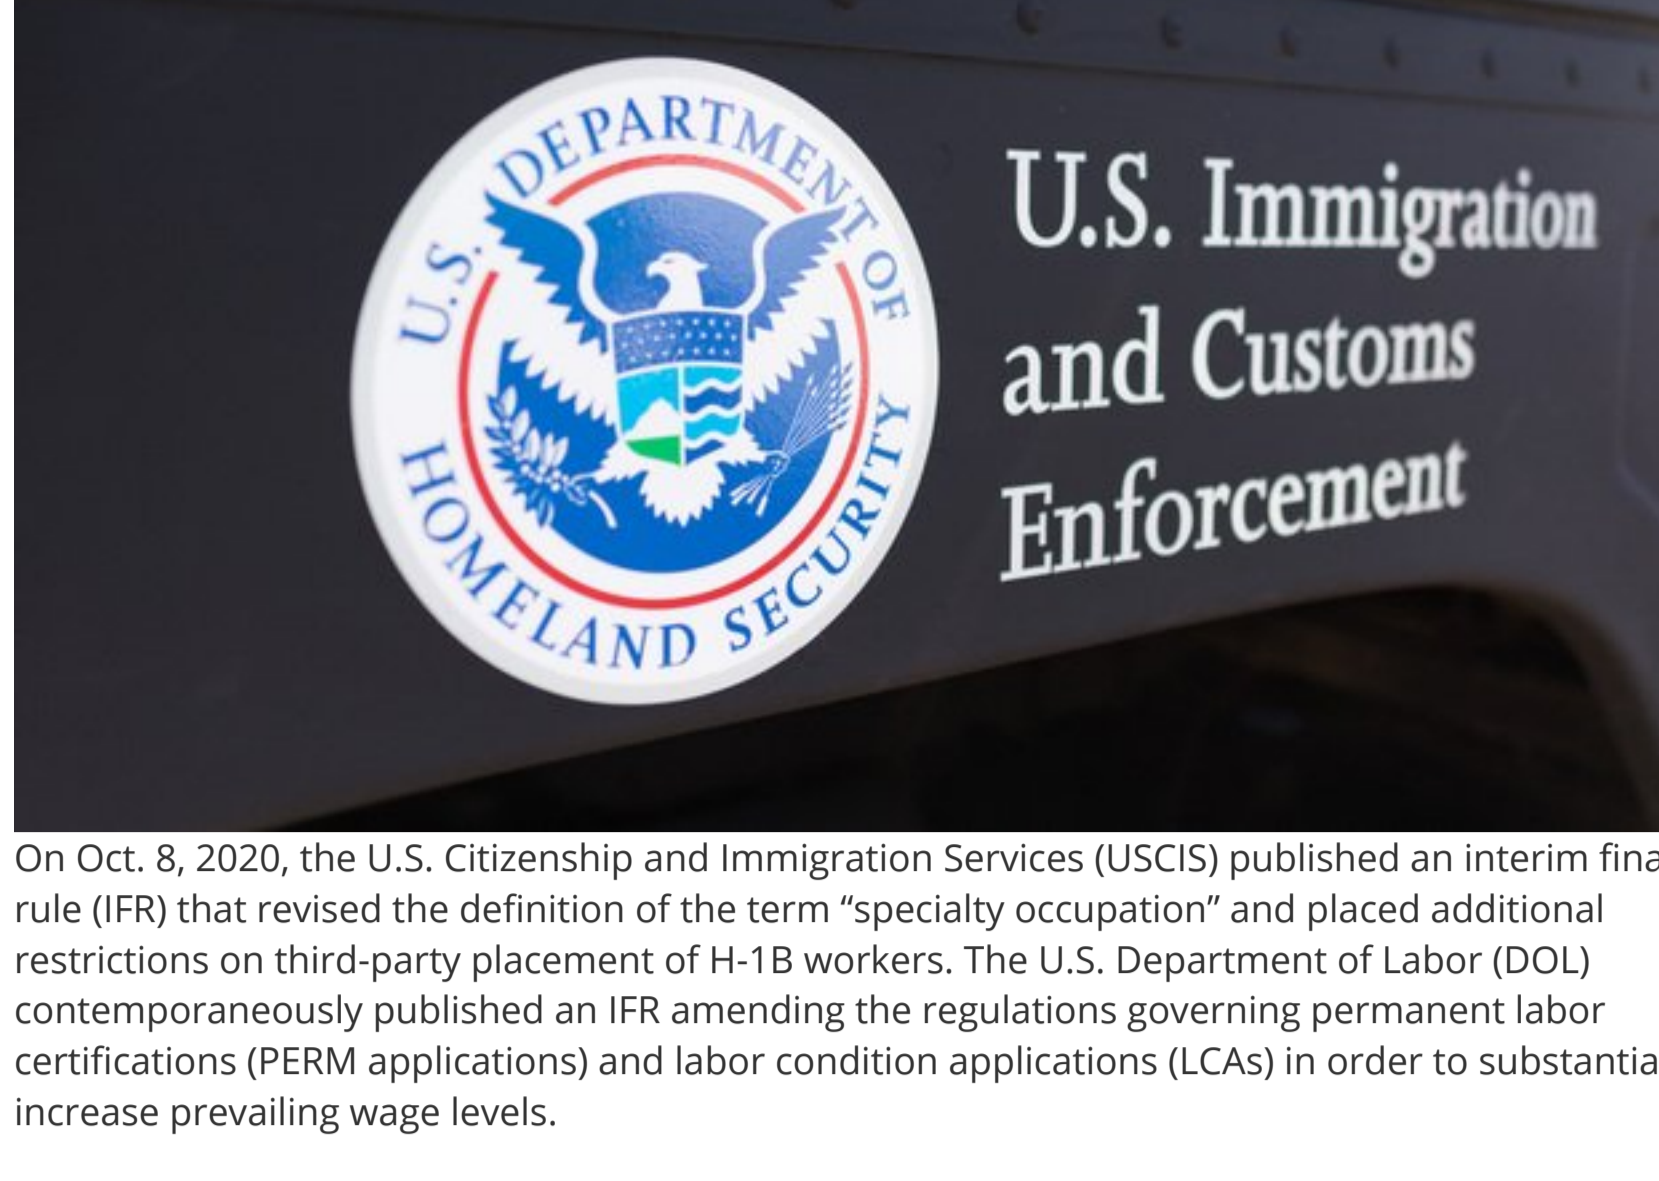 U.S. DEPARTMENT OF
HOMELAND SECURITY
U.S. Immigration
and Customs
Enforcement
On Oct. 8, 2020, the U.S. Citizenship and Immigration Services (USCIS) published an interim fina
rule (IFR) that revised the definition of the term “specialty occupation” and placed additional
restrictions on third-party placement of H-1B workers. The U.S. Department of Labor (DOL)
contemporaneously published an IFR amending the regulations governing permanent labor
certifications (PERM applications) and labor condition applications (LCAs) in order to substantia
increase prevailing wage levels.